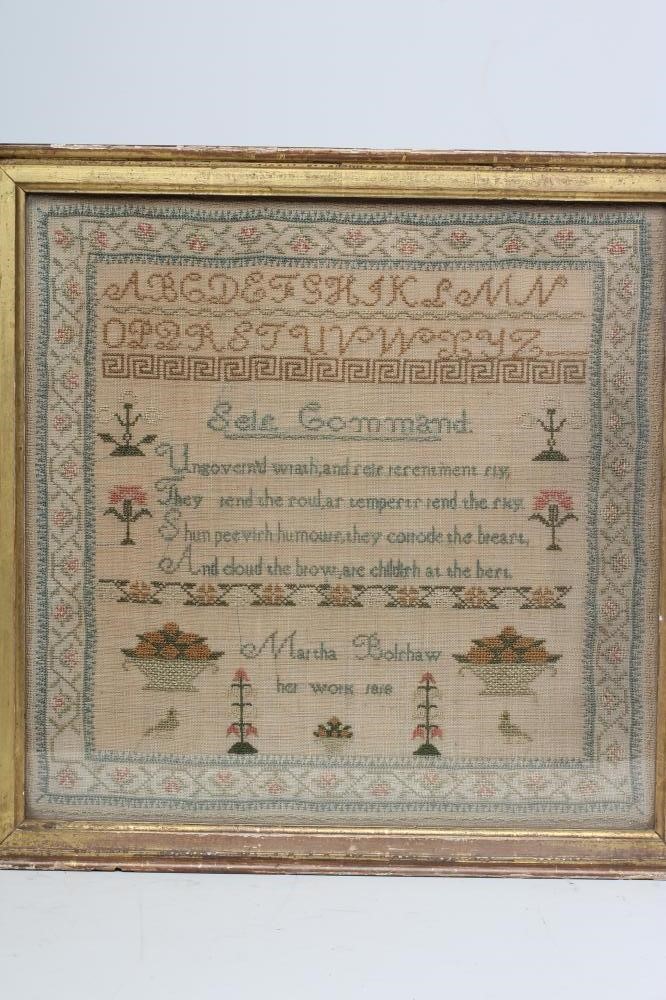 ABCDEFGHIKLMN
OPQRSTUVWXYZ
Self Command.
Ungovern'd wrath, and fell resentment fly,
They rend the soul, as tempests rend the sky.
Shun peevish humours, they corrode the breast,
And cloud the brow, are childish at the best.
Martha Bolshaw
her work 1818